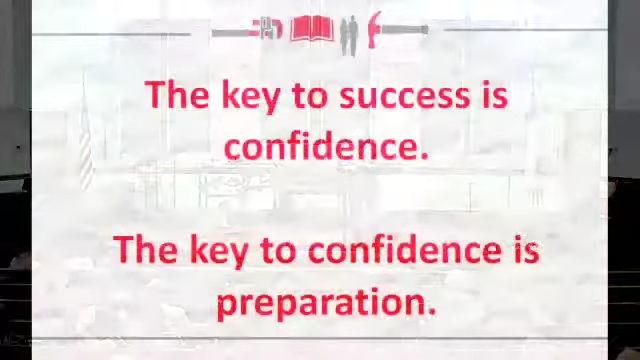 The key to success is
confidence.
The key to confidence is
preparation.